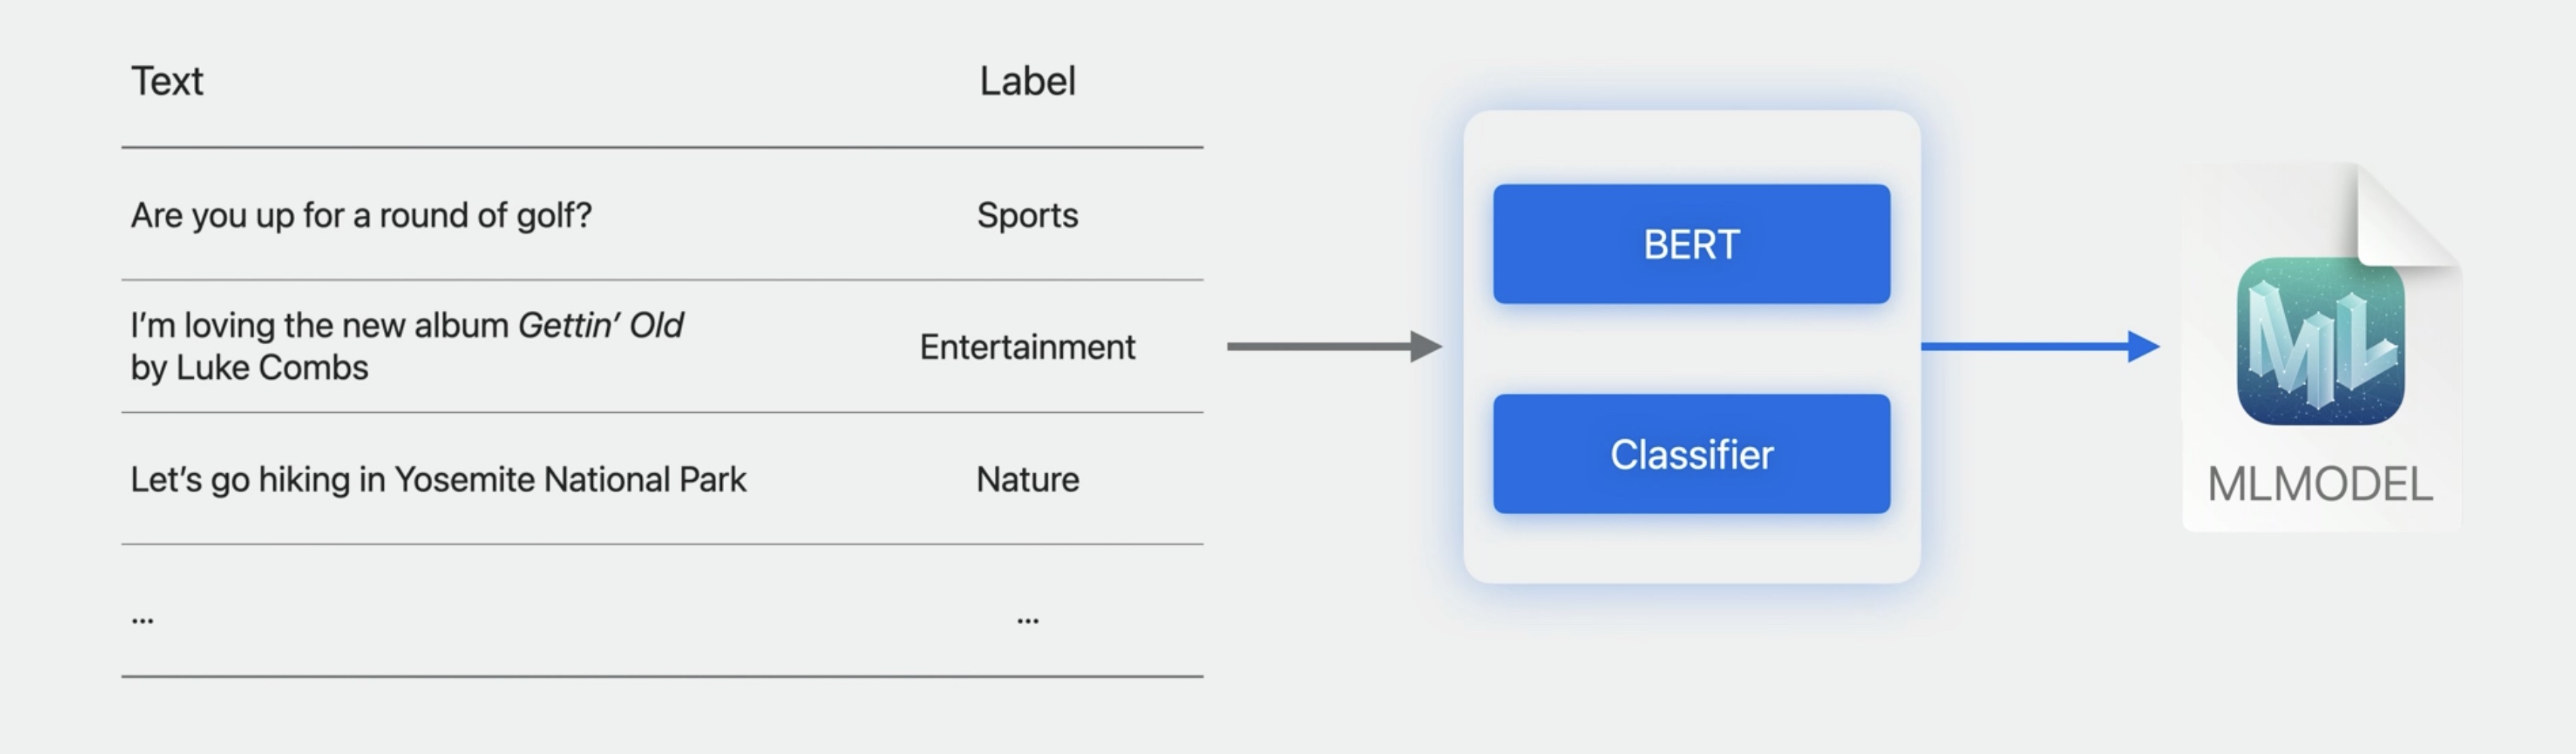 Text
Label
Are you up for a round of golf?
Sports
I’m loving the new album Gettin’ Old
by Luke Combs
Entertainment
Let’s go hiking in Yosemite National Park
Nature
...
...
BERT
Classifier
ML
MLMODEL